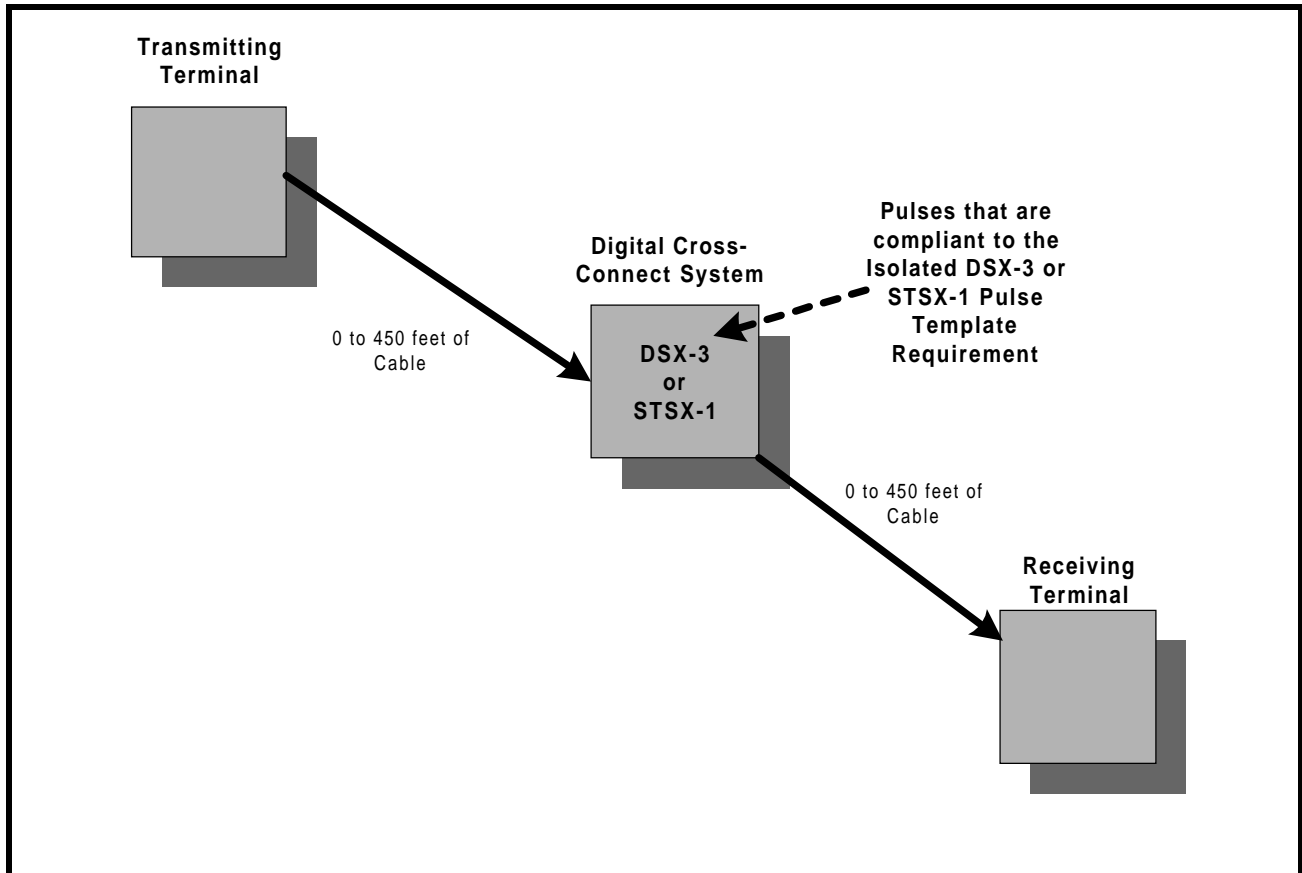 Transmitting
Terminal
Pulses that are
compliant to the
Isolated DSX-3 or
STSX-1 Pulse
Template
Requirement
Digital Cross-
Connect System
0 to 450 feet of
Cable
DSX-3
or
STSX-1
0 to 450 feet of
Cable
Receiving
Terminal